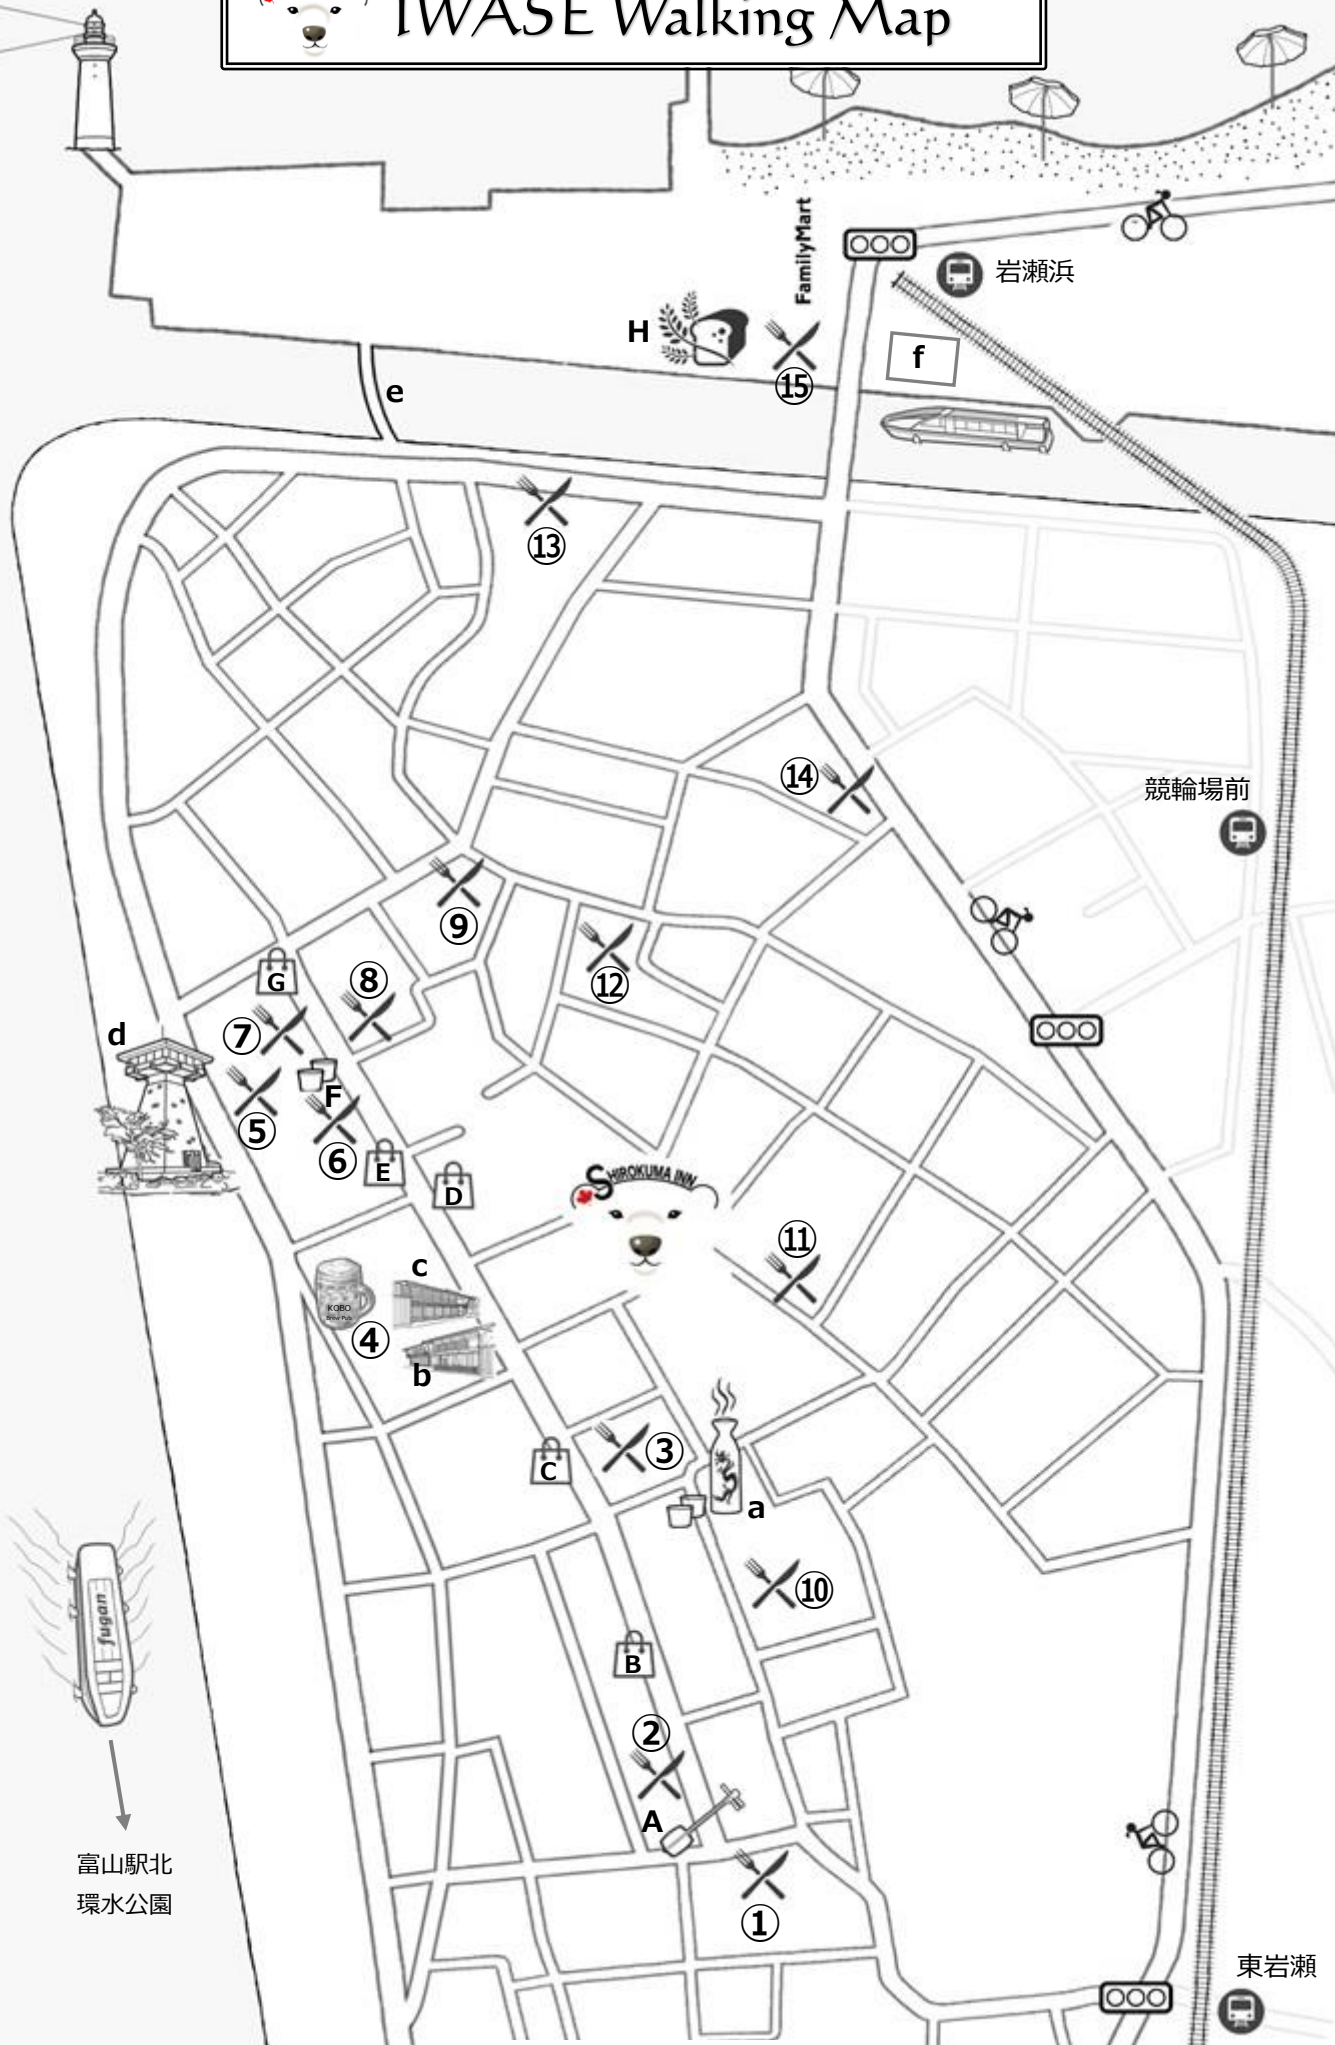 IWASE Walking Map
FamilyMart
岩瀬浜
H
⑮
f
e
⑬
⑭
競輪場前
⑨
⑫
⑧
G
⑦
d
F
⑤
⑥
E
D
SHIROKUMA INN
⑪
c
KOBO
Brew Pub
④
b
C
③
a
fugan
⑩
B
②
A
富山駅北
環水公園
①
東岩瀬